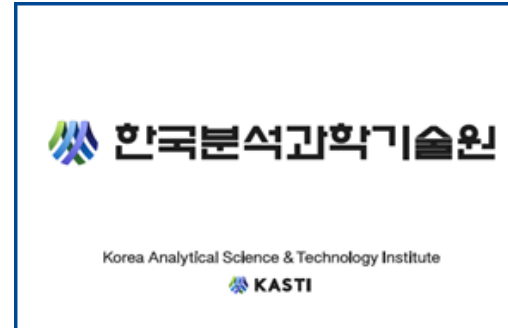 한국분석과학기술원
Korea Analytical Science & Technology Institute
KASTI